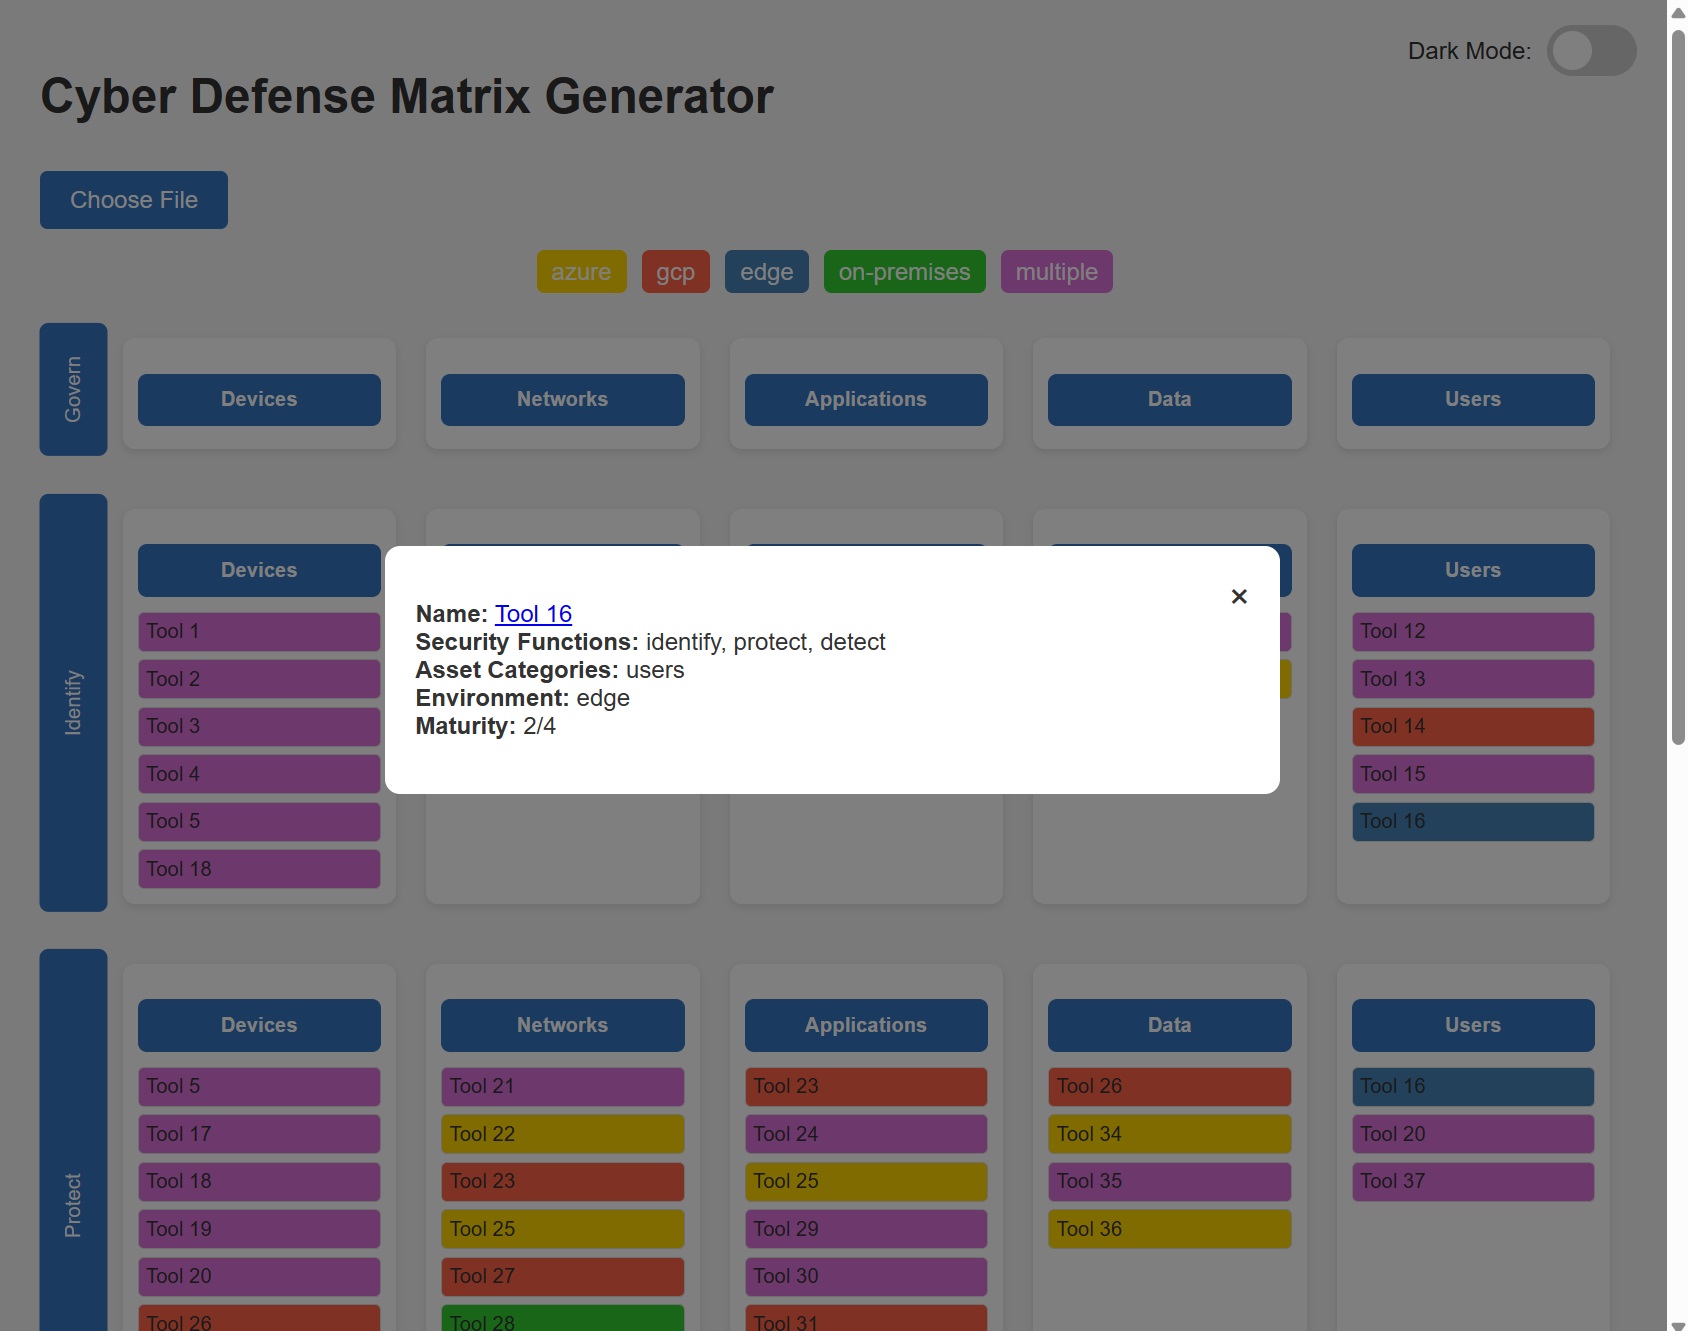 Dark Mode:
Cyber Defense Matrix Generator
Choose File
azure gcp edge on-premises multiple
Govern
Devices Networks Applications Data Users
Identify
Devices Users
Tool 1
Tool 2
Tool 3
Tool 4
Tool 5
Tool 18
×
Name: Tool 16
Security Functions: identify, protect, detect
Asset Categories: users
Environment: edge
Maturity: 2/4
Tool 12
Tool 13
Tool 14
Tool 15
Tool 16
Protect
Devices
Tool 5
Tool 17
Tool 18
Tool 19
Tool 20
Tool 26
Networks
Tool 21
Tool 22
Tool 23
Tool 25
Tool 27
Tool 28
Applications
Tool 23
Tool 24
Tool 25
Tool 29
Tool 30
Tool 31
Data
Tool 26
Tool 34
Tool 35
Tool 36
Users
Tool 16
Tool 20
Tool 37